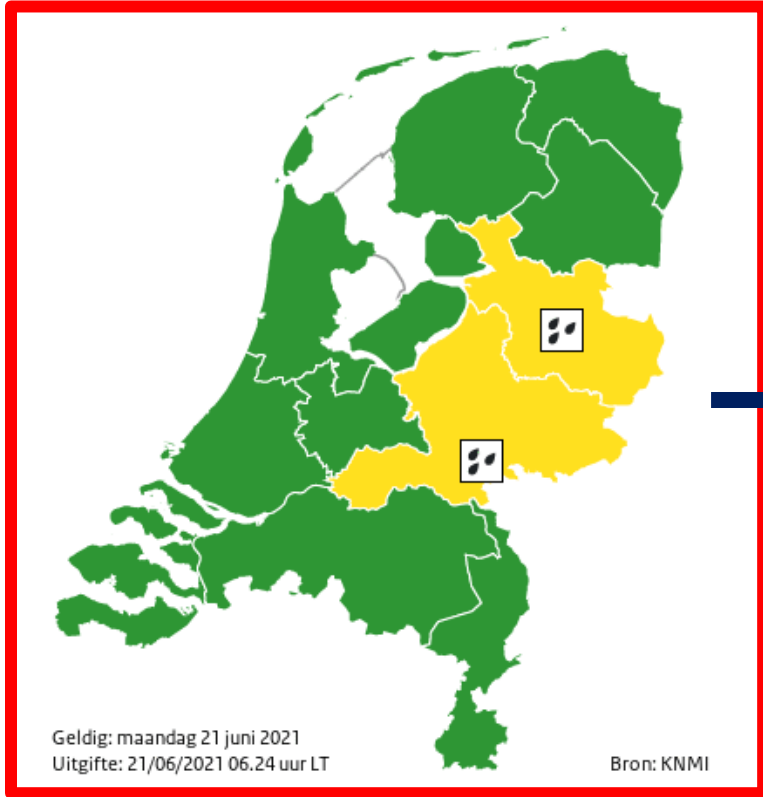 Geldig: maandag 21 juni 2021
Uitgifte: 21/06/2021 06.24 uur LT
Bron: KNMI